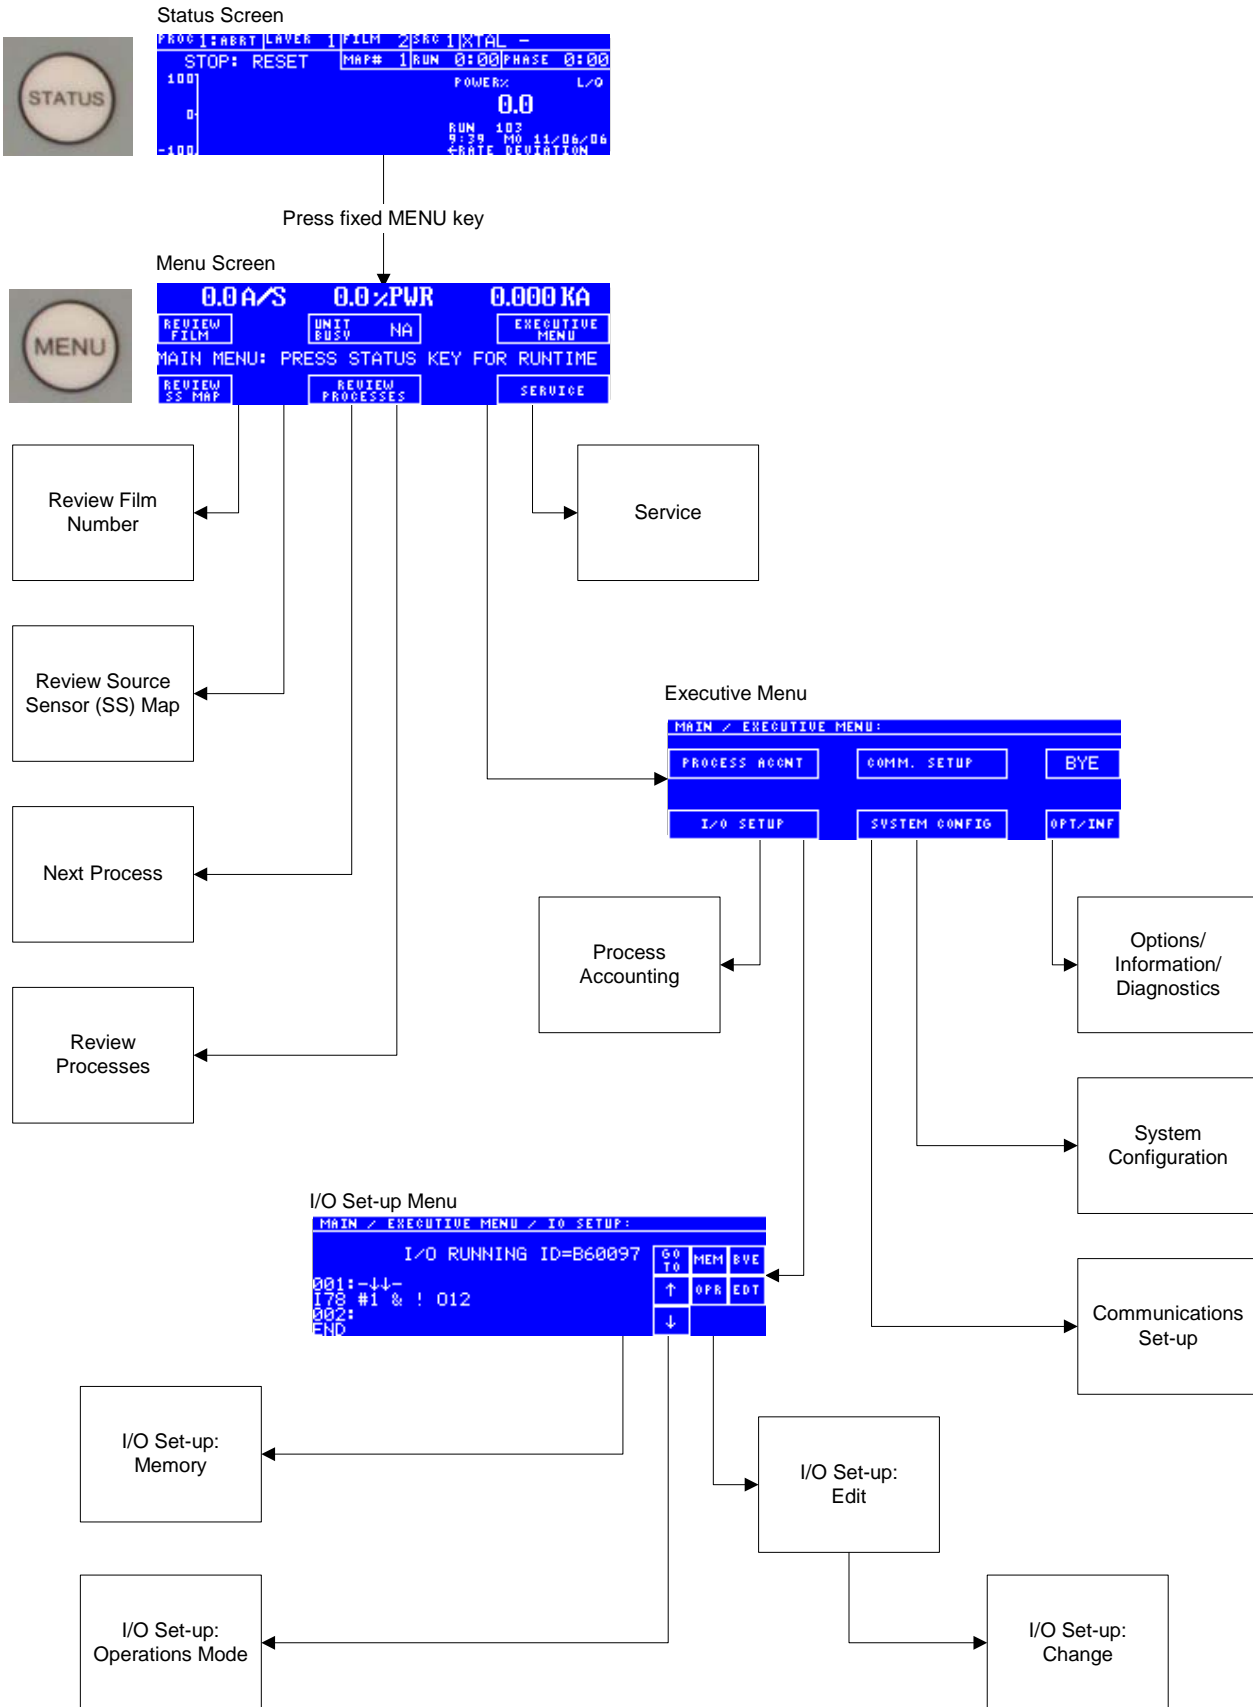 Status Screen
STATUS
PROC 1:ABRT LAYER 1 FILM 2 SRC 1 XTAL -
STOP: RESET MAP# 1 RUN 0:00 PHASE 0:00
100 POWER% L/Q
0.0
0
RUN 103
9:39 MO 11/06/06
-100 ←RATE DEVIATION
Press fixed MENU key
Menu Screen
MENU
0.0 A/S 0.0 %PWR 0.000 KA
REVIEW FILM UNIT BUSY NA EXECUTIVE MENU
MAIN MENU: PRESS STATUS KEY FOR RUNTIME
REVIEW SS MAP REVIEW PROCESSES SERVICE
Review Film
Number
Service
Review Source
Sensor (SS) Map
Executive Menu
MAIN / EXECUTIVE MENU:
PROCESS ACCNT COMM. SETUP BYE
I/O SETUP SYSTEM CONFIG OPT/INF
Next Process
Process
Accounting
Options/
Information/
Diagnostics
Review
Processes
System
Configuration
I/O Set-up Menu
MAIN / EXECUTIVE MENU / IO SETUP:
I/O RUNNING ID=B60097 GO TO MEM BYE
001:-↓↓-
I78 #1 & ! O12 ↑ OPR EDT
002:
END ↓
Communications
Set-up
I/O Set-up:
Memory
I/O Set-up:
Edit
I/O Set-up:
Operations Mode
I/O Set-up:
Change